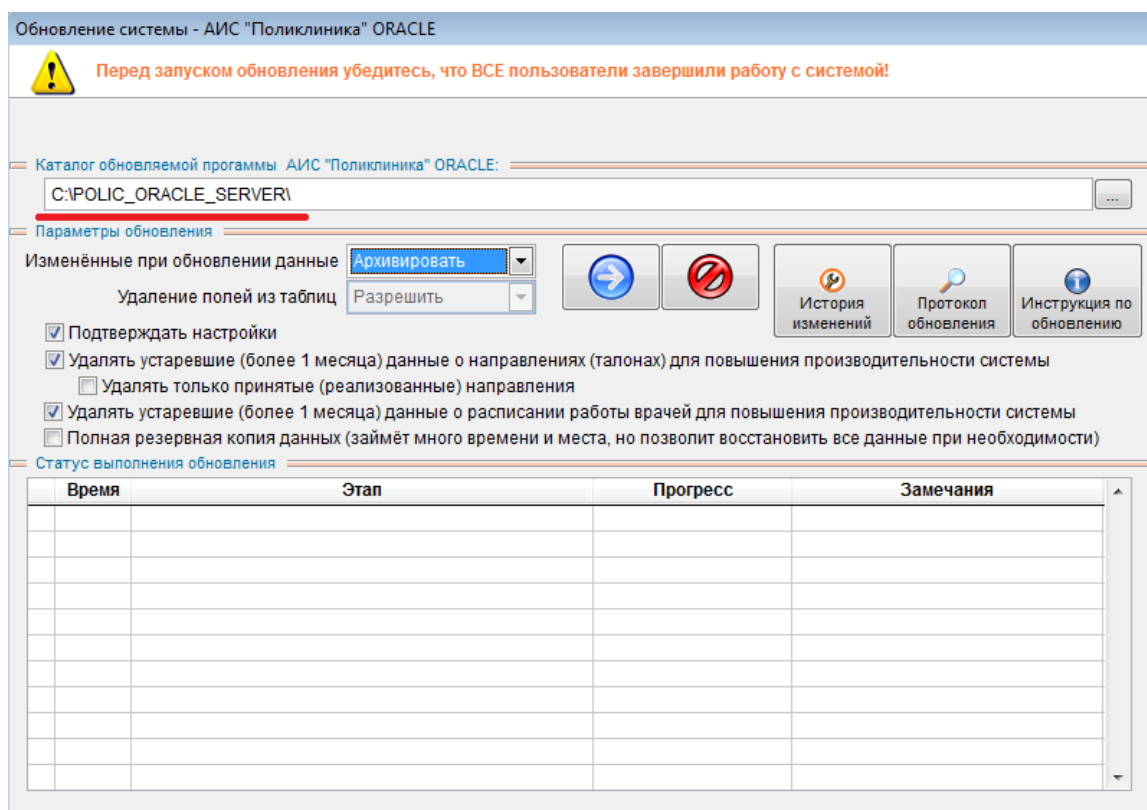 Обновление системы - АИС "Поликлиника" ORACLE
Перед запуском обновления убедитесь, что ВСЕ пользователи завершили работу с системой!
Каталог обновляемой прогаммы АИС "Поликлиника" ORACLE:
C:\POLIC_ORACLE_SERVER\
...
Параметры обновления
Изменённые при обновлении данные Архивировать
Удаление полей из таблиц Разрешить
История изменений
Протокол обновления
Инструкция по обновлению
Подтверждать настройки
Удалять устаревшие (более 1 месяца) данные о направлениях (талонах) для повышения производительности системы
Удалять только принятые (реализованные) направления
Удалять устаревшие (более 1 месяца) данные о расписании работы врачей для повышения производительности системы
Полная резервная копия данных (займёт много времени и места, но позволит восстановить все данные при необходимости)
Статус выполнения обновления
Время Этап Прогресс Замечания